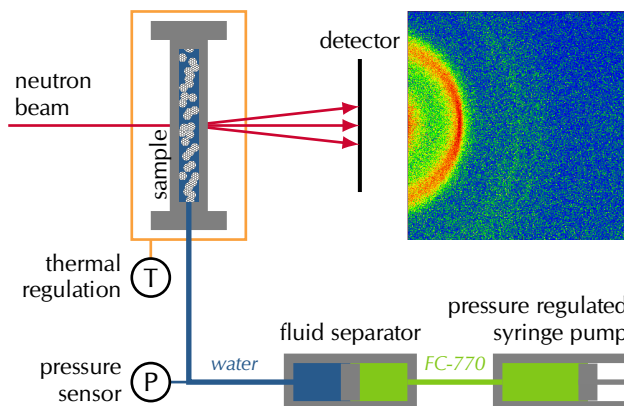 detector
neutron
beam
sample
thermal
regulation
T
pressure regulated
syringe pump
fluid separator
pressure
sensor
P
water
FC-770